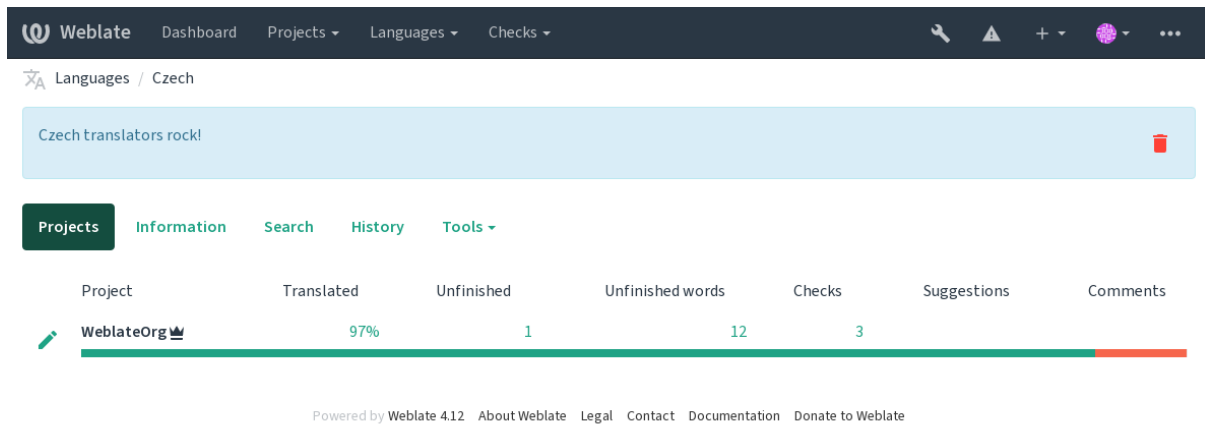 Weblate Dashboard Projects Languages Checks
Languages / Czech
Czech translators rock!
Projects Information Search History Tools
Project Translated Unfinished Unfinished words Checks Suggestions Comments
WeblateOrg 97% 1 12 3
Powered by Weblate 4.12 About Weblate Legal Contact Documentation Donate to Weblate